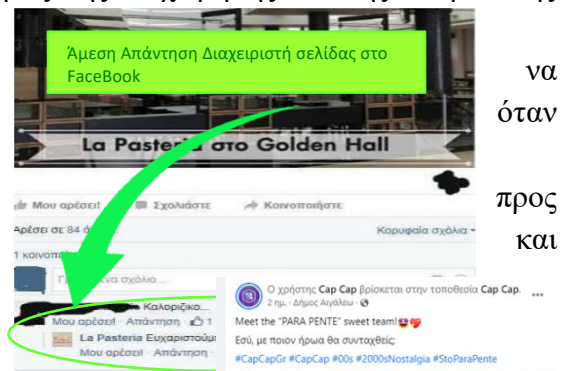 Άμεση Απάντηση Διαχειριστή σελίδας στο
FaceBook
να
όταν
La Pasteria στο Golden Hall
Μου αρέσει! Σχολιάστε Κοινοποιήστε
προς
Αρέσει σε 84 Κορυφαία σχόλια
και
1
σχόλιο...
Καλοριζικο...
Μου αρέσει! · Απάντηση · 1
La Pasteria Ευχαριστούμ
Μου αρέσει! · Απάντηση ·
Ο χρήστης Cap Cap βρίσκεται στην τοποθεσία Cap Cap.
2 ημ. · Δήμος Αιγάλεω ·
Meet the "PARA PENTE" sweet team!
Εσύ, με ποιον ήρωα θα συνταχθείς;
#CapCapGr #CapCap #00s #2000sNostalgia #StoParaPente